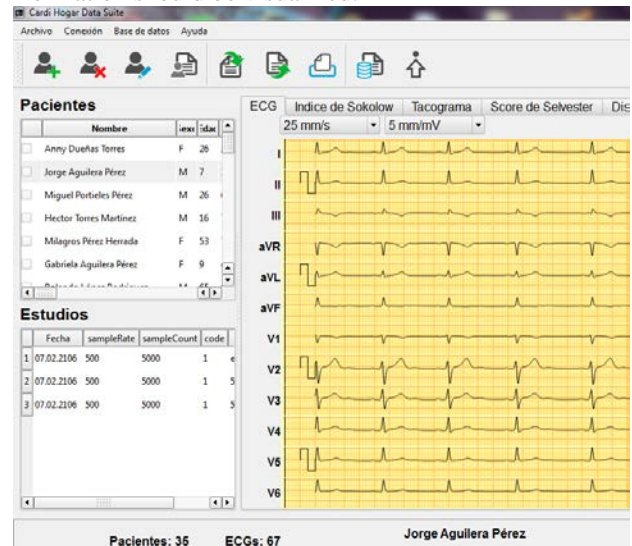 Cardi Hogar Data Suite
Archivo Conexión Base de datos Ayuda
Pacientes
Nombre
Anny Dueñas Torres F 26
Jorge Aguilera Pérez M 7
Miguel Portieles Pérez M 26
Hector Torres Martínez M 16
Milagros Pérez Herrada F 53
Gabriela Aguilera Pérez F 9
Estudios
Fecha sampleRate sampleCount code
1 07.02.2106 500 5000 1 e
2 07.02.2106 500 5000 1 5
3 07.02.2106 500 5000 1 5
ECG Indice de Sokolow Tacograma Score de Selvester Dis
25 mm/s 5 mm/mV
I
II
III
aVR
aVL
aVF
V1
V2
V3
V4
V5
V6
Pacientes: 35 ECGs: 67 Jorge Aguilera Pérez